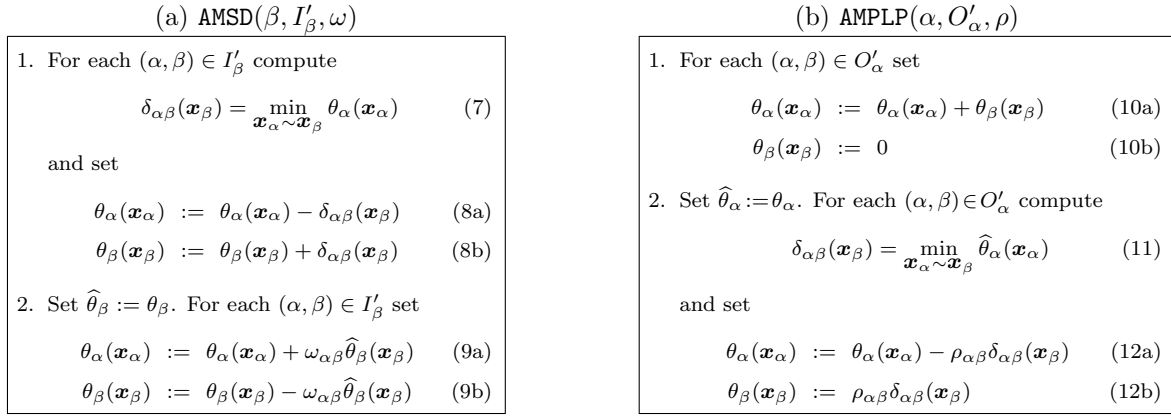 (a) AMSD(β, I′_β, ω)
1. For each (α, β) ∈ I′_β compute
δ_αβ(x_β) = min_{x_α∼x_β} θ_α(x_α) (7)
and set
θ_α(x_α) := θ_α(x_α) − δ_αβ(x_β) (8a)
θ_β(x_β) := θ_β(x_β) + δ_αβ(x_β) (8b)
2. Set θ̂_β := θ_β. For each (α, β) ∈ I′_β set
θ_α(x_α) := θ_α(x_α) + ω_αβ θ̂_β(x_β) (9a)
θ_β(x_β) := θ_β(x_β) − ω_αβ θ̂_β(x_β) (9b)
(b) AMPLP(α, O′_α, ρ)
1. For each (α, β) ∈ O′_α set
θ_α(x_α) := θ_α(x_α) + θ_β(x_β) (10a)
θ_β(x_β) := 0 (10b)
2. Set θ̂_α := θ_α. For each (α, β) ∈ O′_α compute
δ_αβ(x_β) = min_{x_α∼x_β} θ̂_α(x_α) (11)
and set
θ_α(x_α) := θ_α(x_α) − ρ_αβ δ_αβ(x_β) (12a)
θ_β(x_β) := ρ_αβ δ_αβ(x_β) (12b)